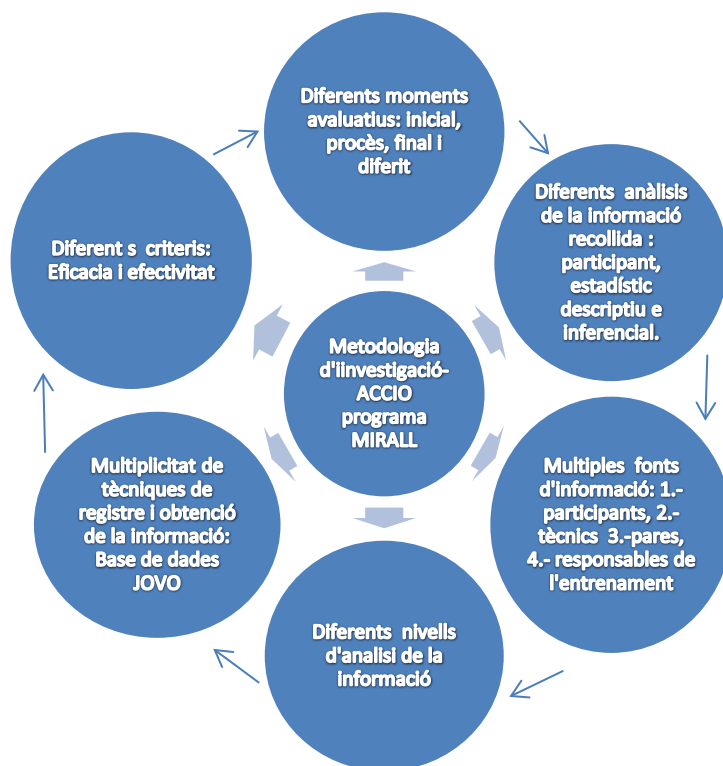 Diferents moments
avaluatius: inicial,
procès, final i
diferit
Diferents anàlisis
de la informació
recollida :
participant,
estadístic
descriptiu e
inferencial.
Multiples fonts
d'informació: 1.-
participants, 2.-
tècnics 3.-pares,
4.- responsables de
l'entrenament
Diferents nivells
d'analisi de la
informació
Multiplicitat de
tècniques de
registre i obtenció
de la informació:
Base de dades
JOVO
Diferent s criteris:
Eficacia i efectivitat
Metodologia
d'iinvestigació-
ACCIO
programa
MIRALL